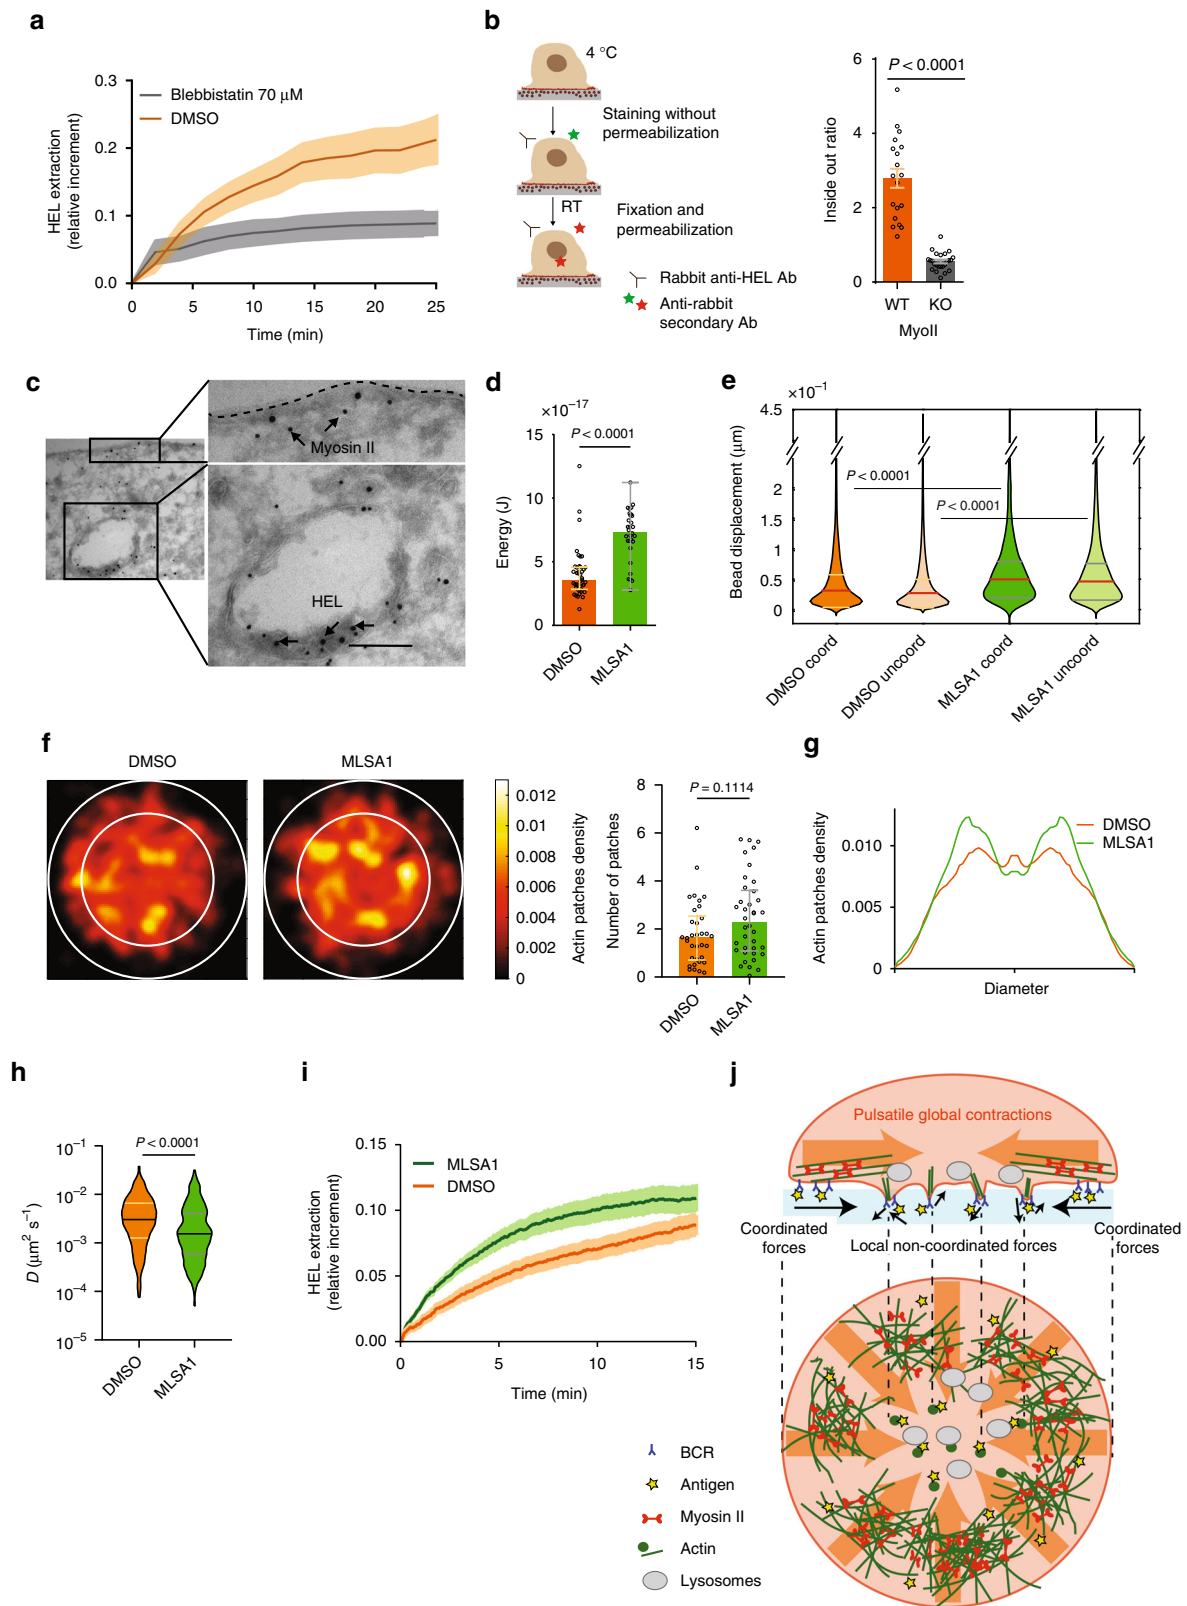 a
0.3
0.2
0.1
0.0
HEL extraction
(relative increment)
Blebbistatin 70 μM
DMSO
0
5
10
15
20
25
Time (min)
b
4 °C
Staining without
permeabilization
RT
Fixation and
permeabilization
Rabbit anti-HEL Ab
Anti-rabbit
secondary Ab
6
4
2
0
Inside out ratio
P < 0.0001
WT
KO
MyoII
c
Myosin II
HEL
d
×10−17
15
10
5
0
Energy (J)
P < 0.0001
DMSO
MLSA1
e
×10−1
4.5
2
1.5
1
0.5
0
Bead displacement (μm)
P < 0.0001
P < 0.0001
DMSO coord
DMSO uncoord
MLSA1 coord
MLSA1 uncoord
f
DMSO
MLSA1
0.012
0.010
0.008
0.006
0.004
0.002
0
Actin patches density
8
6
4
2
0
Number of patches
P = 0.1114
DMSO
MLSA1
g
0.010
0.005
0
Actin patches density
DMSO
MLSA1
Diameter
h
10−1
10−2
10−3
10−4
10−5
D (μm2 s−1)
P < 0.0001
DMSO
MLSA1
i
0.15
0.10
0.05
0.00
HEL extraction
(relative increment)
MLSA1
DMSO
0
5
10
15
Time (min)
j
Pulsatile global contractions
Coordinated
forces
Local non-coordinated forces
Coordinated
forces
BCR
Antigen
Myosin II
Actin
Lysosomes